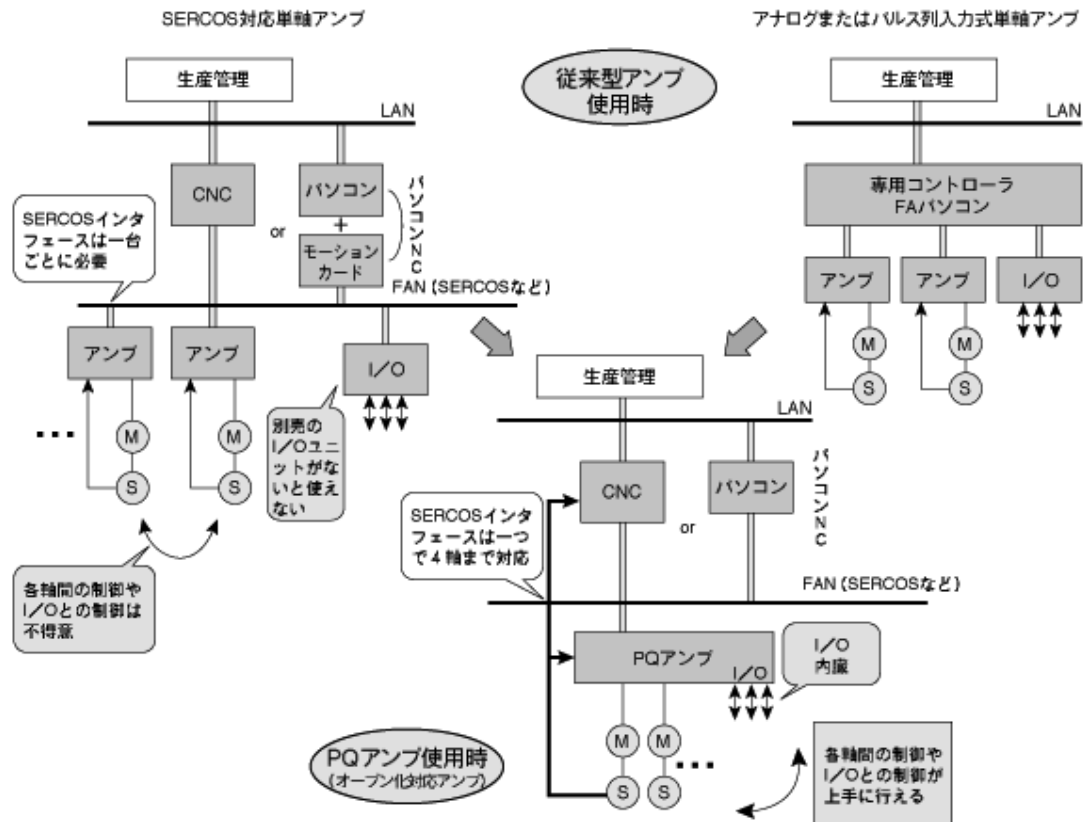 SERCOS対応単軸アンプ
生産管理
LAN
CNC
or
パソコン
+
モーション
カード
パソコンNC
SERCOSインタ
フェースは一台
ごとに必要
FAN (SERCOSなど)
アンプ
アンプ
I/O
M
S
M
S
別売の
I/Oユニ
ットがな
いと使え
ない
各軸間の制御や
I/Oとの制御は
不得意
従来型アンプ
使用時
アナログまたはパルス列入力式単軸アンプ
生産管理
LAN
専用コントローラ
FAパソコン
アンプ
アンプ
I/O
M
S
M
S
生産管理
LAN
CNC
or
パソコン
パソコンNC
SERCOSインタ
フェースは一つ
で4軸まで対応
FAN (SERCOSなど)
PQアンプ
I/O
I/O
内臓
M
M
S
S
PQアンプ使用時
(オープン化対応アンプ)
各軸間の制御や
I/Oとの制御が
上手に行える